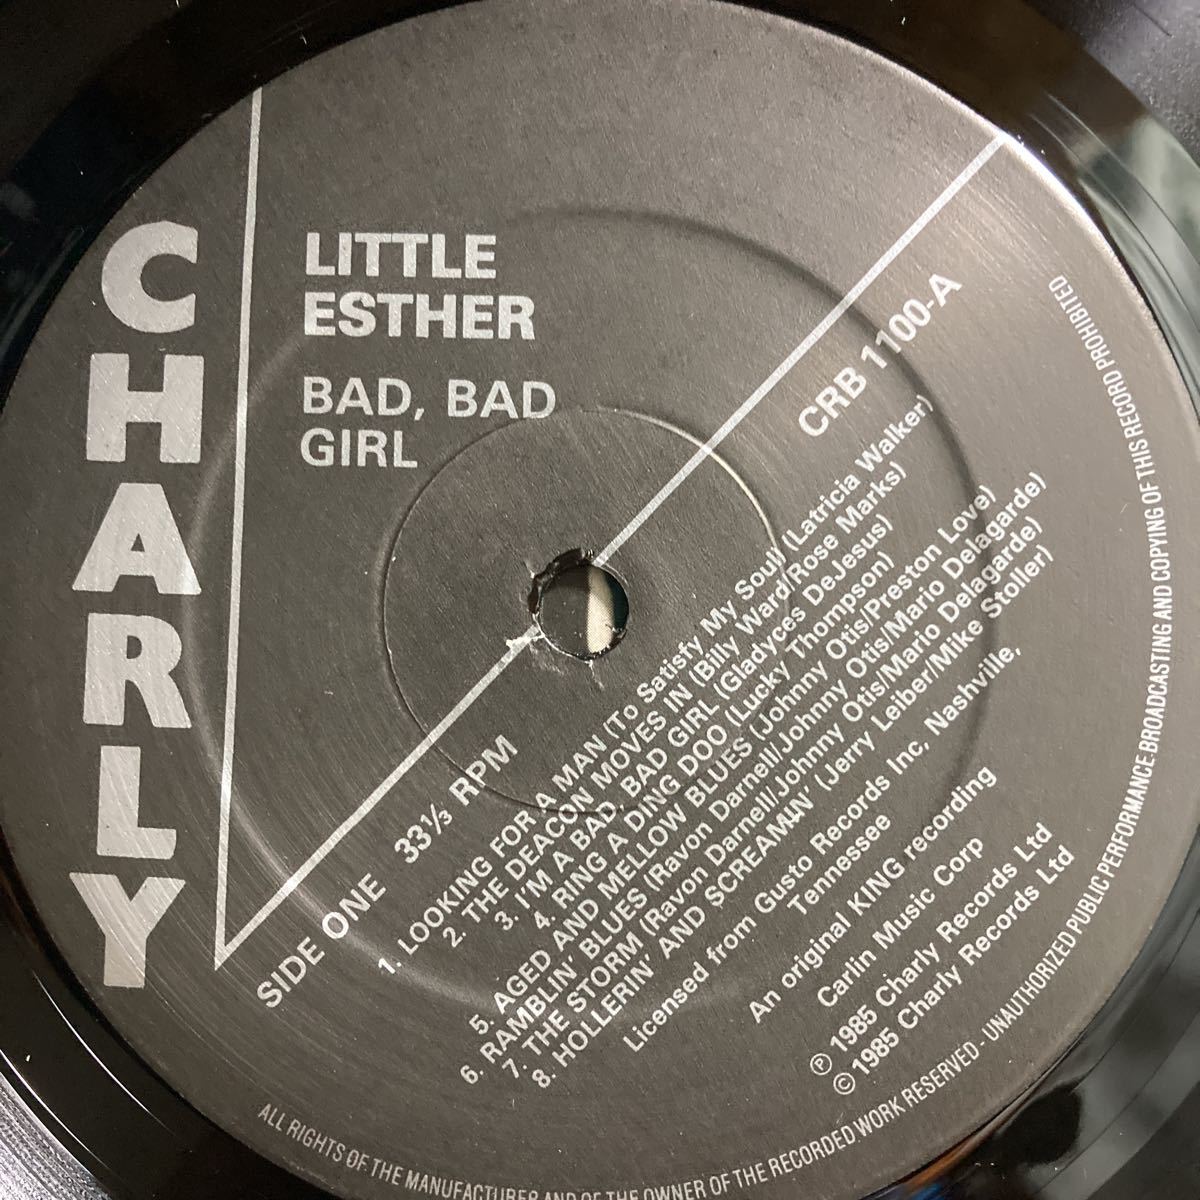 CHARLY
LITTLE
ESTHER
BAD, BAD
GIRL
CRB 1100-A
SIDE ONE 33⅓ RPM
1. LOOKING FOR A MAN (To Satisfy My Soul) (Latricia Walker)
2. THE DEACON MOVES IN (Billy Ward/Rose Marks)
3. I'M A BAD, BAD GIRL (Gladyces DeJesus)
4. RING A DING DOO (Lucky Thompson)
5. AGED AND MELLOW BLUES (Johnny Otis/Preston Love)
6. RAMBLIN' BLUES (Ravon Darnell/Johnny Otis/Mario Delagarde)
7. THE STORM (Ravon Darnell/Johnny Otis/Mario Delagarde)
8. HOLLERIN' AND SCREAMIN' (Jerry Leiber/Mike Stoller)
Licensed from Gusto Records Inc, Nashville,
Tennessee
An original KING recording
Carlin Music Corp
℗ 1985 Charly Records Ltd
© 1985 Charly Records Ltd
ALL RIGHTS OF THE MANUFACTURER AND OF THE OWNER OF THE RECORDED WORK RESERVED - UNAUTHORIZED PUBLIC PERFORMANCE BROADCASTING AND COPYING OF THIS RECORD PROHIBITED